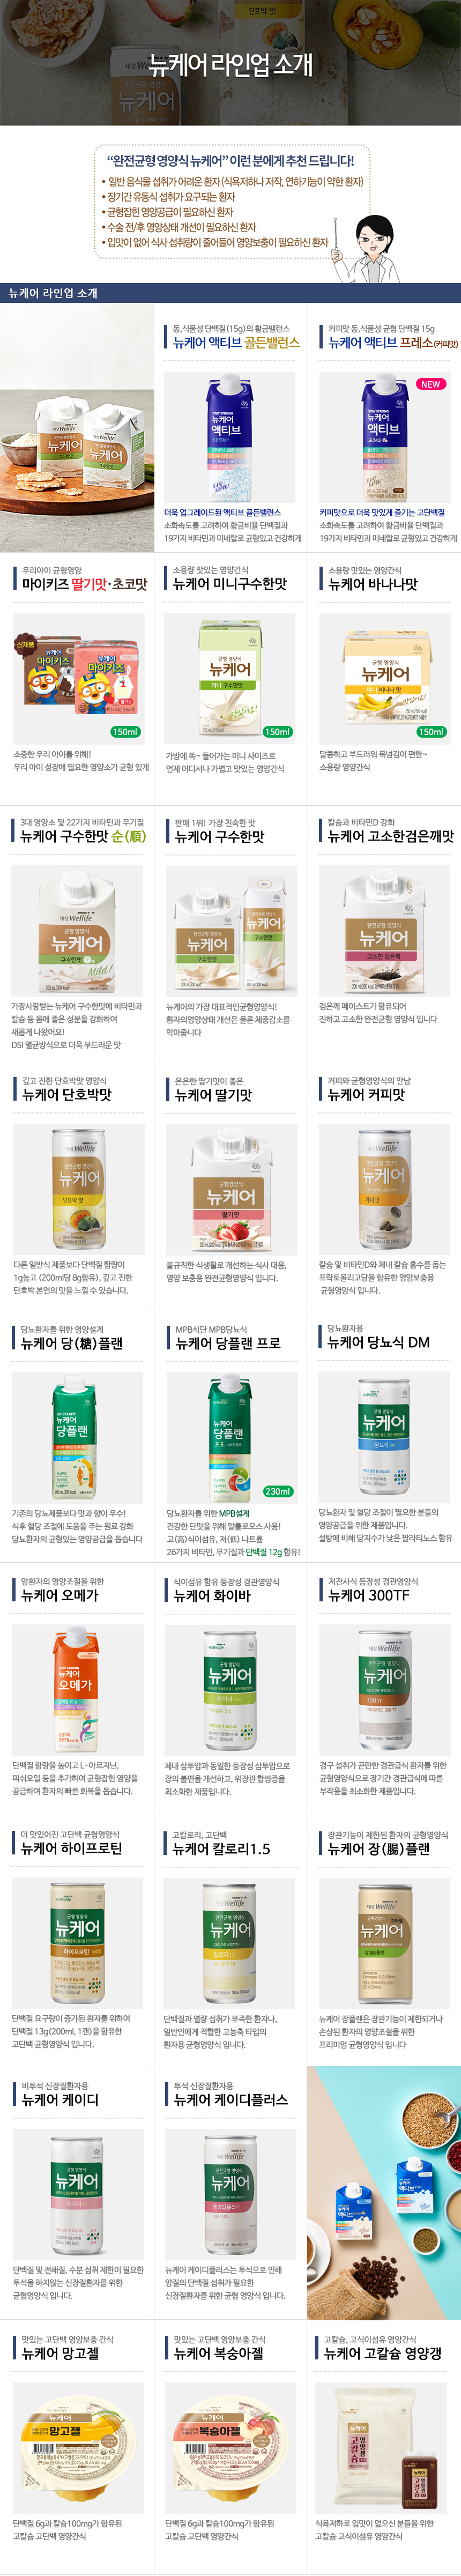 뉴케어 라인업 소개
“완전균형 영양식 뉴케어” 이런 분에게 추천 드립니다!
• 일반 음식물 섭취가 어려운 환자 (식욕저하나 저작, 연하기능이 약한 환자)
• 장기간 유동식 섭취가 요구되는 환자
• 균형잡힌 영양공급이 필요하신 환자
• 수술 전/후 영양상태 개선이 필요하신 환자
• 입맛이 없어 식사 섭취량이 줄어들어 영양보충이 필요하신 환자
뉴케어 라인업 소개
동,식물성 단백질(15g)의 황금밸런스
뉴케어 액티브 골든밸런스
더욱 업그레이드된 액티브 골든밸런스
소화속도를 고려하여 황금비율 단백질과
19가지 비타민과 미네랄로 균형있고 건강하게
커피맛 동,식물성 균형 단백질 15g
뉴케어 액티브 프레소(커피맛)
NEW
커피맛으로 더욱 맛있게 즐기는 고단백질
소화속도를 고려하여 황금비율 단백질과
19가지 비타민과 미네랄로 균형있고 건강하게
우리아이 균형영양
마이키즈 딸기맛·초코맛
신제품
150ml
소중한 우리 아이를 위해!
우리 아이 성장에 필요한 영양소가 균형 있게
소용량 맛있는 영양간식
뉴케어 미니구수한맛
150ml
가방에 쏙~ 들어가는 미니 사이즈로
언제 어디서나 가볍고 맛있는 영양간식
소용량 맛있는 영양간식
뉴케어 바나나맛
150ml
달콤하고 부드러워 목넘김이 편한~
소용량 영양간식
3대 영양소 및 22가지 비타민과 무기질
뉴케어 구수한맛 순(順)
가장사랑받는 뉴케어 구수한맛에 비타민과
칼슘 등 몸에 좋은 성분을 강화하여
새롭게 나왔어요!
DSI 멸균방식으로 더욱 부드러운 맛
판매 1위! 가장 친숙한 맛
뉴케어 구수한맛
뉴케어의 가장 대표적인균형영양식!
환자의영양상태 개선은 물론 체중감소를
막아줍니다
칼슘과 비타민D 강화
뉴케어 고소한검은깨맛
검은깨 페이스트가 함유되어
진하고 고소한 완전균형 영양식 입니다
깊고 진한 단호박맛 영양식
뉴케어 단호박맛
다른 일반식 제품보다 단백질 함량이
1g높고 (200ml당 8g함유), 깊고 진한
단호박 본연의 맛을 느낄 수 있습니다.
은은한 딸기맛이 좋은
뉴케어 딸기맛
불규칙한 식생활로 개선하는 식사 대용,
영양 보충용 완전균형영양식 입니다.
커피와 균형영양식의 만남
뉴케어 커피맛
칼슘 및 비타민D와 체내 칼슘 흡수를 돕는
프락토올리고당을 함유한 영양보충용
균형영양식 입니다.
당뇨환자를 위한 영양설계
뉴케어 당(糖)플랜
기존의 당뇨제품보다 맛과 향이 우수!
식후 혈당 조절에 도움을 주는 원료 강화
당뇨환자의 균형있는 영양공급을 돕습니다
MPB식단 MPB당뇨식
뉴케어 당플랜 프로
230ml
당뇨환자를 위한 MPB설계
건강한 단맛을 위해 알룰로오스 사용!
고(高)식이섬유, 저(低) 나트륨
26가지 비타민, 무기질과 단백질 12g 함유!
당뇨환자용
뉴케어 당뇨식 DM
당뇨환자 및 혈당 조절이 필요한 분들의
영양공급을 위한 제품입니다.
설탕에 비해 당지수가 낮은 팔라티노스 함유
암환자의 영양조절을 위한
뉴케어 오메가
단백질 함량을 높이고 L-아르지닌,
피쉬오일 등을 추가하여 균형잡힌 영양을
공급하여 환자의 빠른 회복을 돕습니다.
식이섬유 함유 등장성 경관영양식
뉴케어 화이바
체내 삼투압과 동일한 등장성 삼투압으로
장의 불편을 개선하고, 위장관 합병증을
최소화한 제품입니다.
저잔사식 등장성 경관영양식
뉴케어 300TF
경구 섭취가 곤란한 경관급식 환자를 위한
균형영양식으로 장기간 경관급식에 따른
부작용을 최소화한 제품입니다.
더 맛있어진 고단백 균형영양식
뉴케어 하이프로틴
단백질 요구량이 증가된 환자를 위하여
단백질 13g(200ml, 1캔)을 함유한
고단백 균형영양식 입니다.
고칼로리, 고단백
뉴케어 칼로리1.5
단백질과 열량 섭취가 부족한 환자나,
일반인에게 적합한 고농축 타입의
환자용 균형영양식 입니다.
장관기능이 제한된 환자의 균형영양식
뉴케어 장(腸)플랜
뉴케어 장플랜은 장관기능이 제한되거나
손상된 환자의 영양조절을 위한
프리미엄 균형영양식 입니다
비투석 신장질환자용
뉴케어 케이디
단백질 및 전해질, 수분 섭취 제한이 필요한
투석을 하지않는 신장질환자를 위한
균형영양식 입니다.
투석 신장질환자용
뉴케어 케이디플러스
뉴케어 케이디플러스는 투석으로 인해
양질의 단백질 섭취가 필요한
신장질환자를 위한 균형 영양식 입니다.
맛있는 고단백 영양보충 간식
뉴케어 망고젤
단백질 6g과 칼슘100mg가 함유된
고칼슘 고단백 영양간식
맛있는 고단백 영양보충 간식
뉴케어 복숭아젤
단백질 6g과 칼슘100mg가 함유된
고칼슘 고단백 영양간식
고칼슘, 고식이섬유 영양간식
뉴케어 고칼슘 영양갱
식욕저하로 입맛이 없으신 분들을 위한
고칼슘 고식이섬유 영양간식